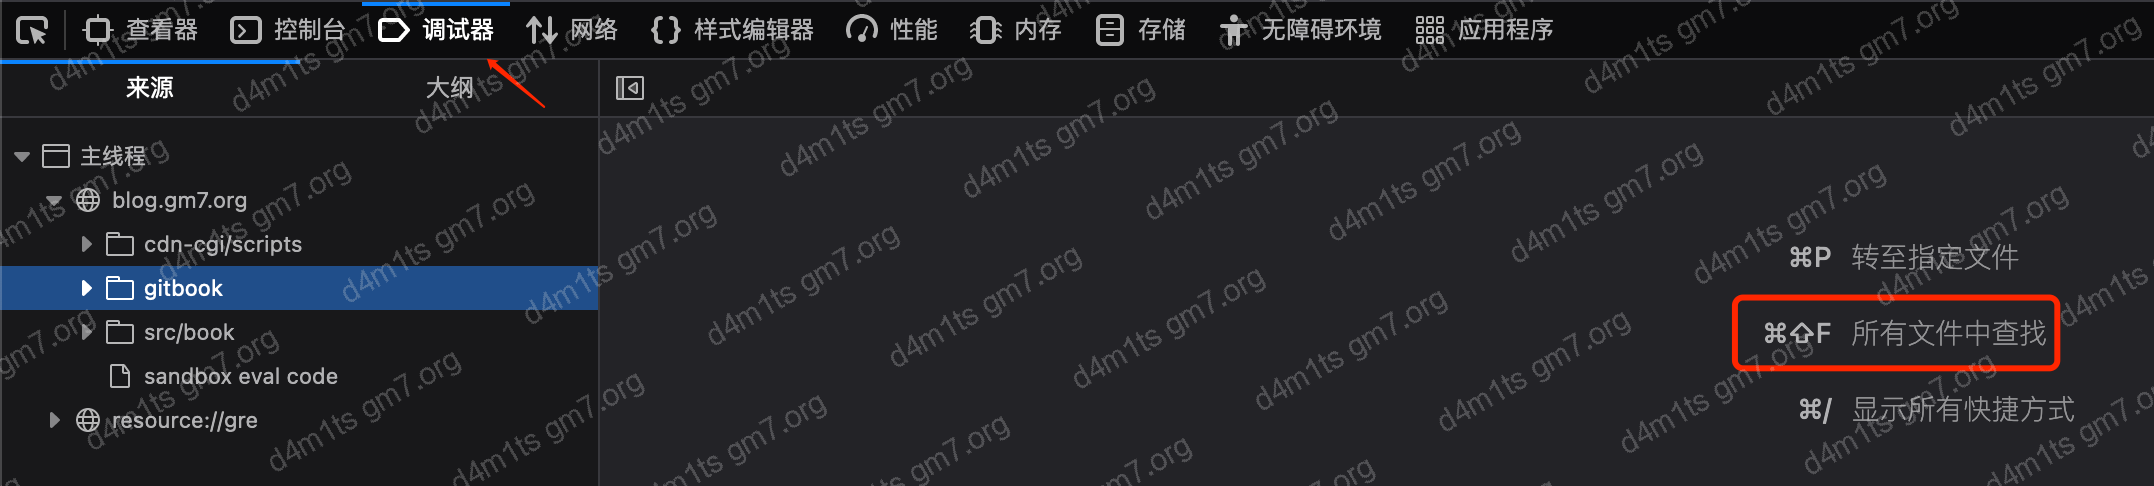 查看器 控制台 调试器 网络 {} 样式编辑器 性能 内存 存储 无障碍环境 应用程序
来源 大纲
主线程
blog.gm7.org
cdn-cgi/scripts
gitbook
src/book
sandbox eval code
resource://gre
⌘P 转至指定文件
⌘⇧F 所有文件中查找
⌘/ 显示所有快捷方式
d4m1ts gm7.org